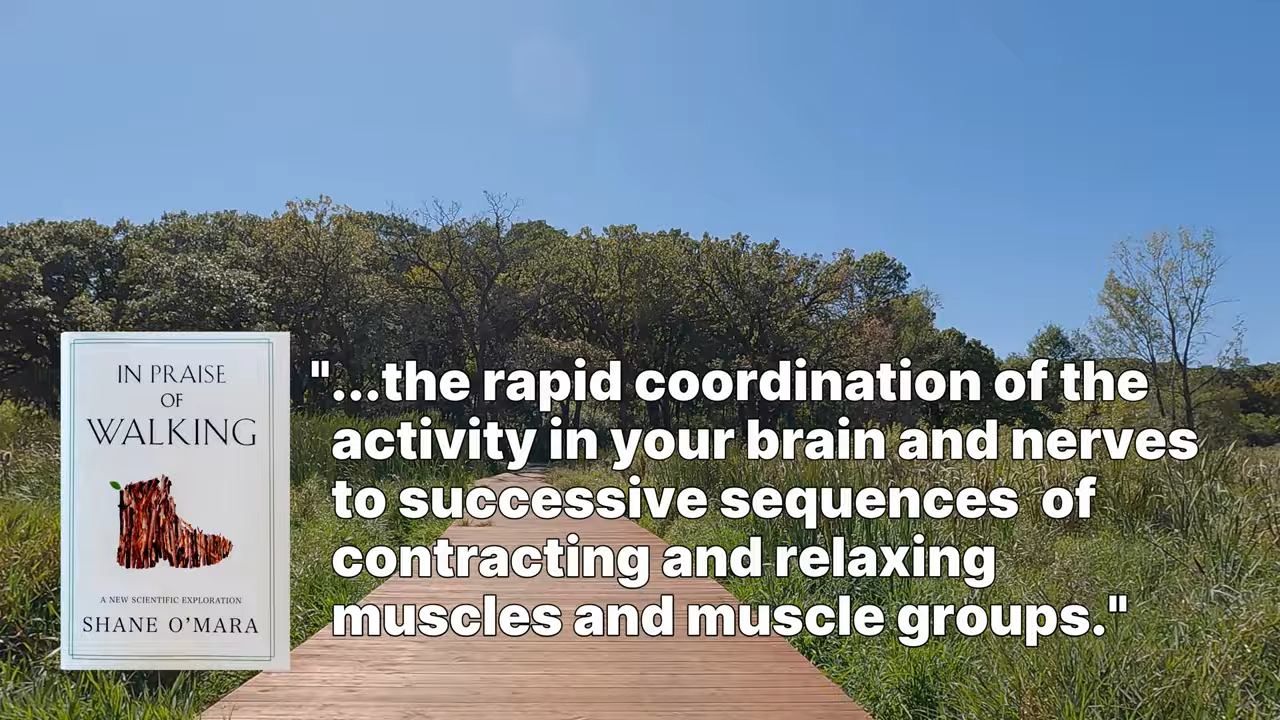 IN PRAISE
OF
WALKING
A NEW SCIENTIFIC EXPLORATION
SHANE O'MARA
"...the rapid coordination of the
activity in your brain and nerves
to successive sequences of
contracting and relaxing
muscles and muscle groups."